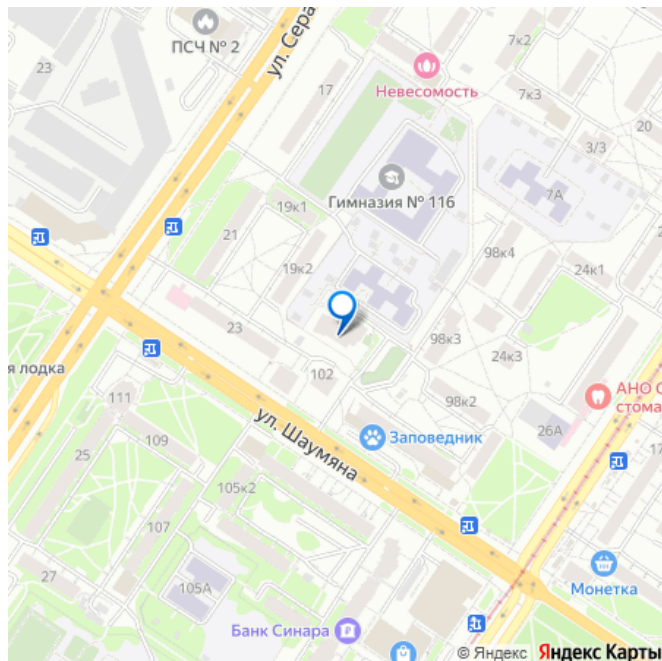 ПСЧ № 2
ул. Сера
23
17
7к2
Невесомость
7к3
20
3/3
Гимназия № 116
7А
19к1
21
98к4
19к2
24к1
23
98к3
24к3
я лодка
102
98к2
АНО С
стома
111
ул. Шаумяна
Заповедник
26А
109
25
17
105к2
107
27
105А
Монетка
Банк Синара
© Яндекс Яндекс Карты